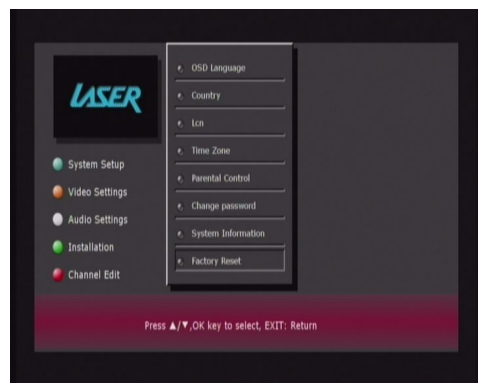 LASER
System Setup
Video Settings
Audio Settings
Installation
Channel Edit
OSD Language
Country
Lcn
Time Zone
Parental Control
Change password
System Information
Factory Reset
Press ▲/▼,OK key to select, EXIT: Return